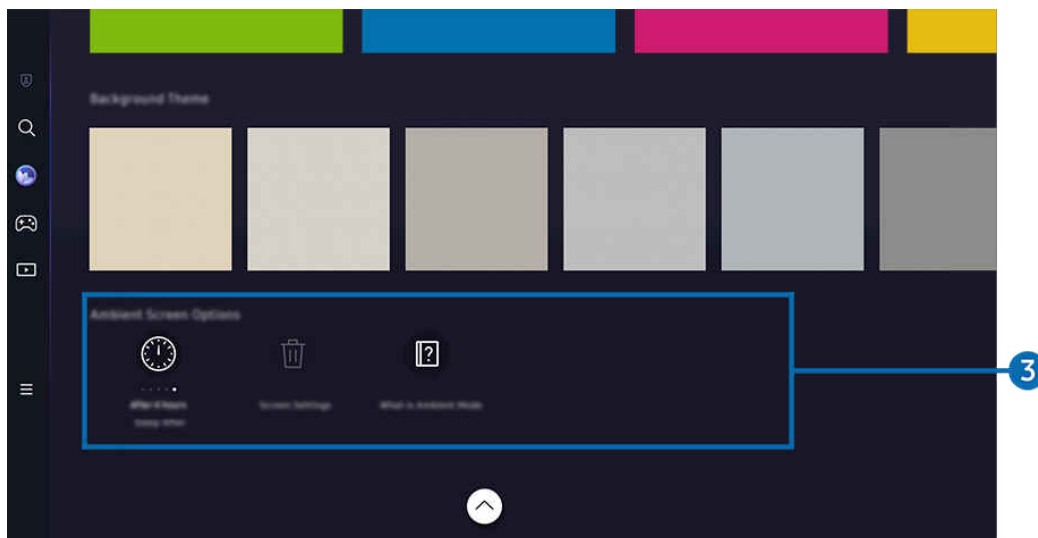 Background Theme
Ambient Screen Options
3
After 4 hours
Screen Settings
What is Ambient Mode
Sleep After